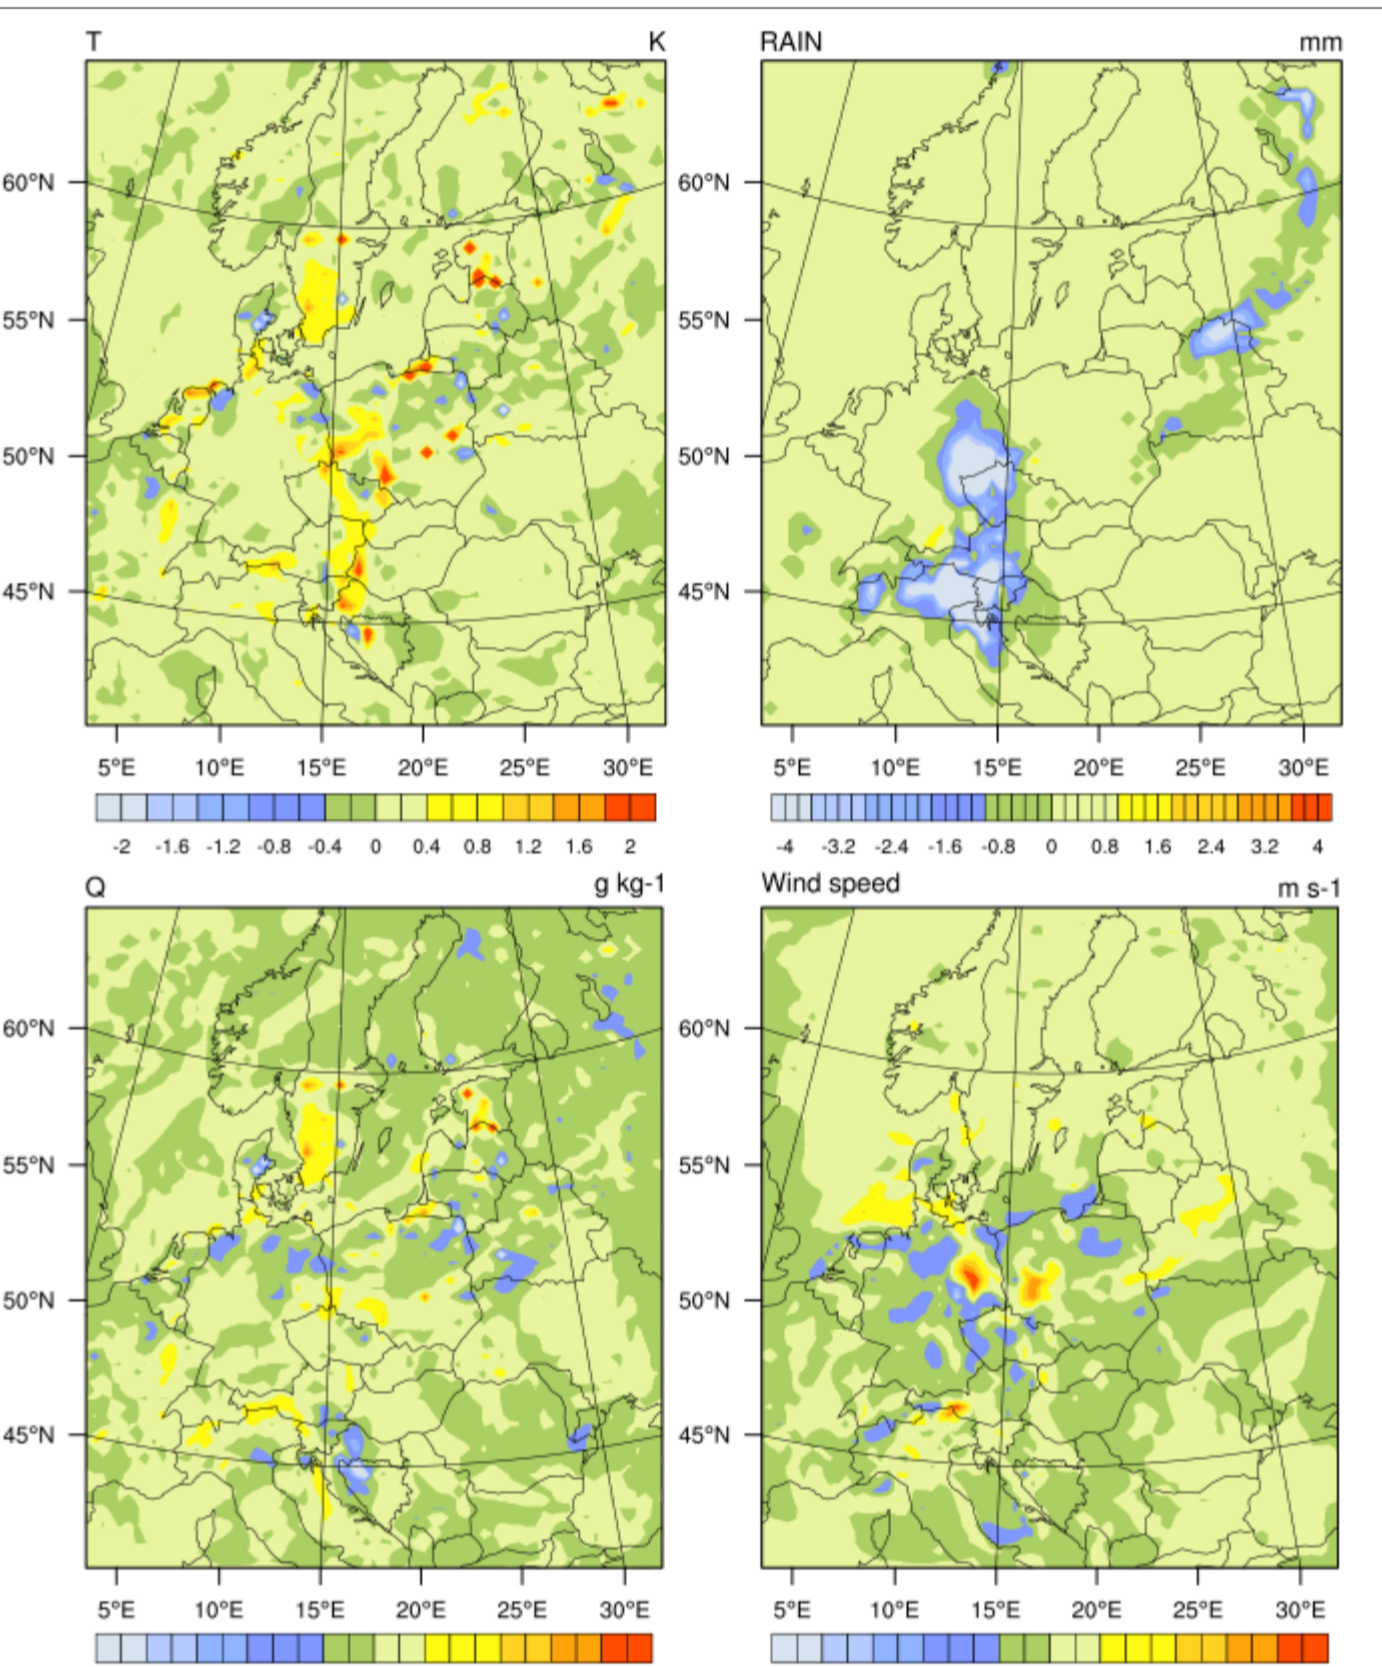 T K
60°N
55°N
50°N
45°N
5°E 10°E 15°E 20°E 25°E 30°E
-2 -1.6 -1.2 -0.8 -0.4 0 0.4 0.8 1.2 1.6 2
RAIN mm
60°N
55°N
50°N
45°N
5°E 10°E 15°E 20°E 25°E 30°E
-4 -3.2 -2.4 -1.6 -0.8 0 0.8 1.6 2.4 3.2 4
Q g kg-1
60°N
55°N
50°N
45°N
5°E 10°E 15°E 20°E 25°E 30°E
Wind speed m s-1
60°N
55°N
50°N
45°N
5°E 10°E 15°E 20°E 25°E 30°E